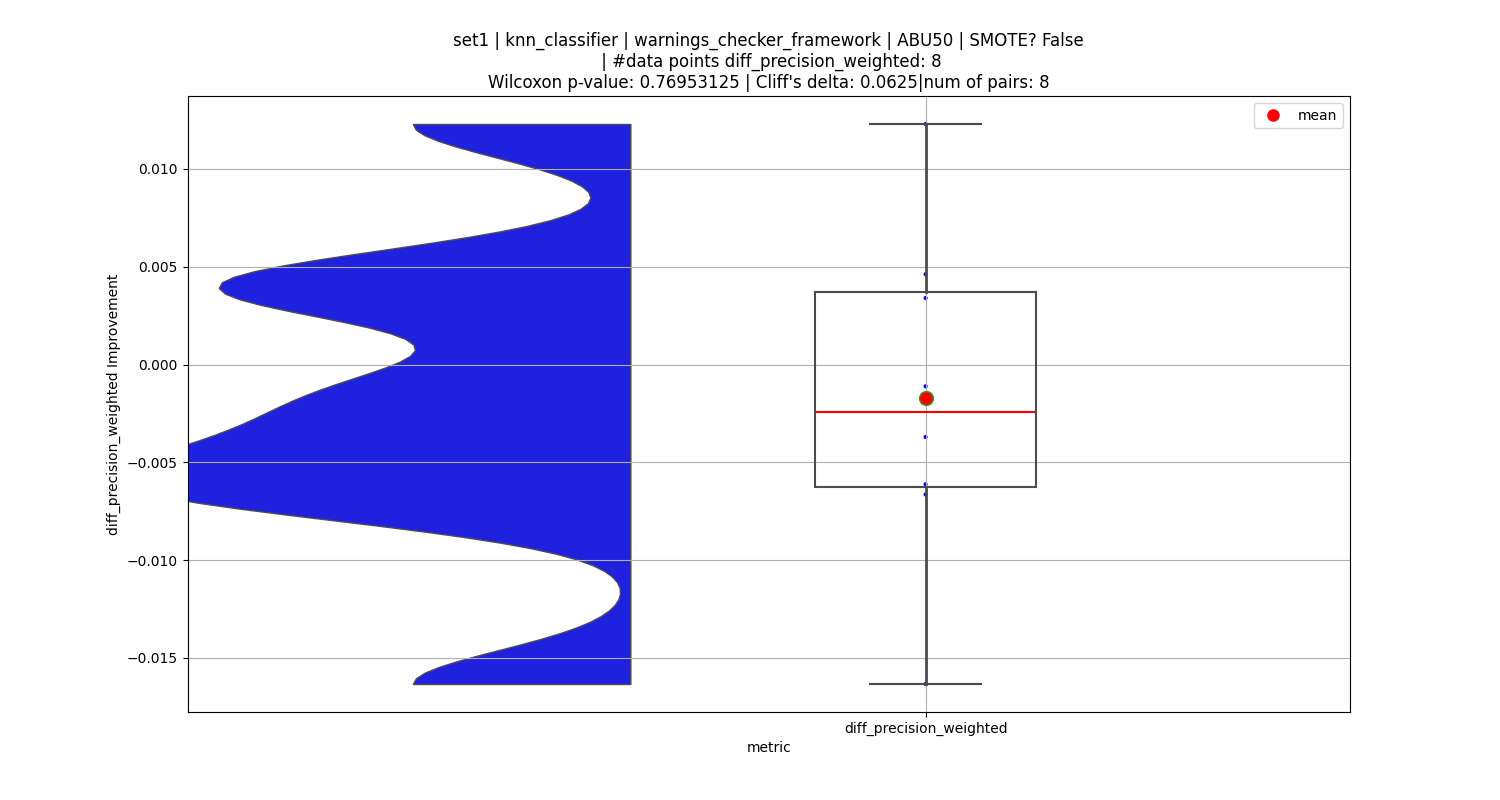 set1 | knn_classifier | warnings_checker_framework | ABU50 | SMOTE? False
| #data points diff_precision_weighted: 8
Wilcoxon p-value: 0.76953125 | Cliff's delta: 0.0625|num of pairs: 8
mean
0.010
0.005
0.000
−0.005
−0.010
−0.015
diff_precision_weighted Improvement
diff_precision_weighted
metric